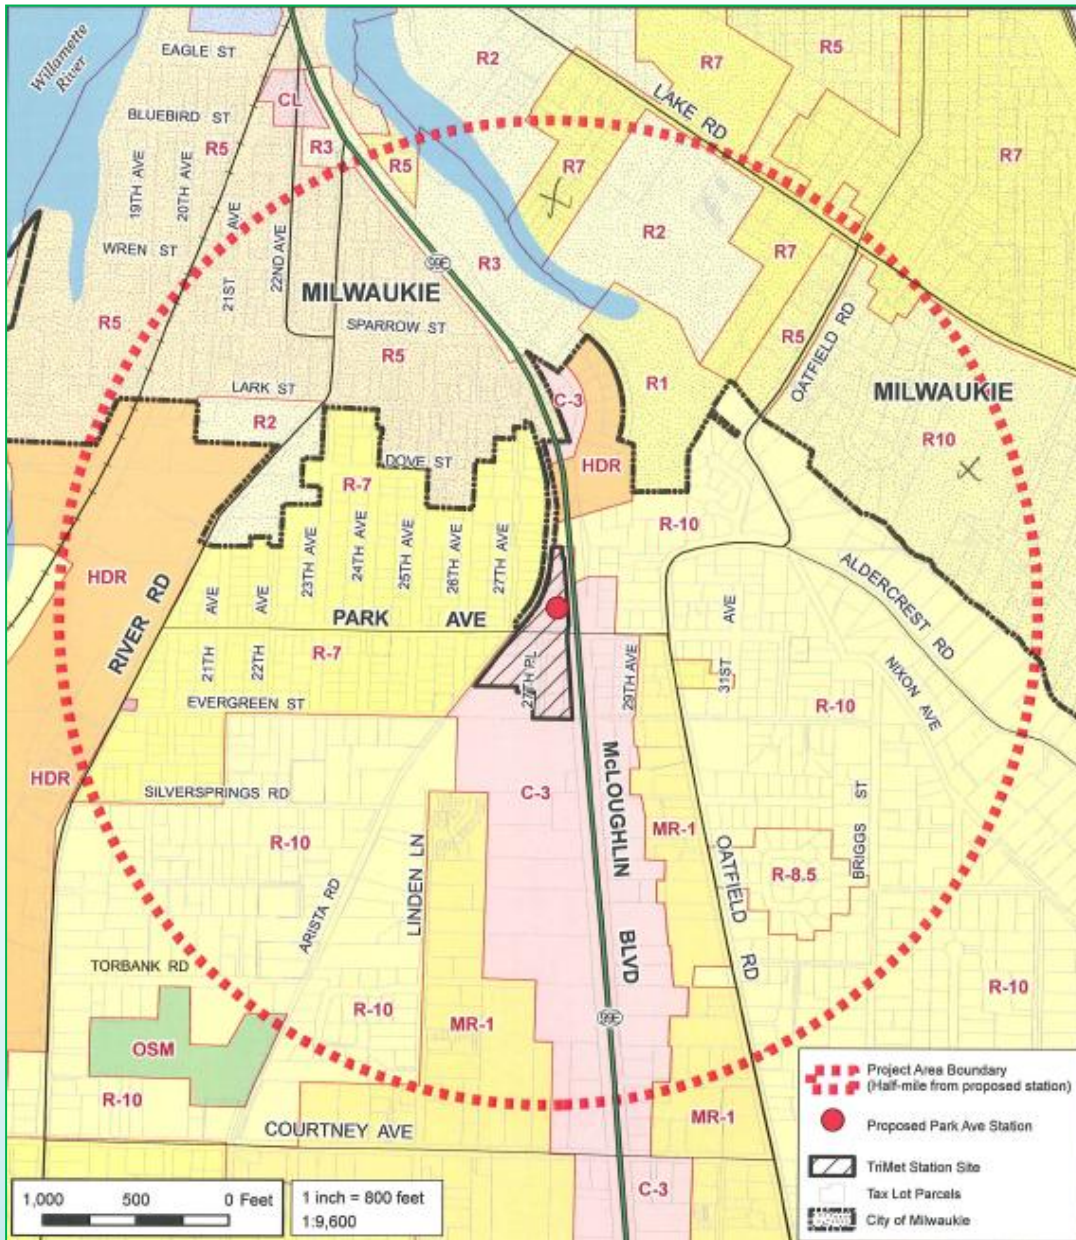 Willamette
River
EAGLE ST
R2
R7
R5
LAKE RD
CL
BLUEBIRD ST
R5
R3
R5
R7
R7
19TH AVE
20TH AVE
21ST AVE
22ND AVE
WREN ST
99E
R3
R2
R7
MILWAUKIE
SPARROW ST
R5
R5
R5
OATFIELD RD
LARK ST
R2
C-3
R1
MILWAUKIE
R10
DOVE ST
HDR
R-7
R-10
23TH AVE
24TH AVE
25TH AVE
26TH AVE
27TH AVE
HDR
RIVER RD
21TH AVE
22TH AVE
PARK AVE
ALDERCREST RD
NIXON AVE
R-7
27TH PL
29TH AVE
31ST AVE
EVERGREEN ST
R-10
HDR
SILVERSPRINGS RD
C-3
McLOUGHLIN BLVD
MR-1
OATFIELD RD
BRIGGS ST
R-10
LINDEN LN
R-8.5
ARISTA RD
TORBANK RD
R-10
R-10
MR-1
99E
OSM
R-10
COURTNEY AVE
MR-1
C-3
Project Area Boundary
(Half-mile from proposed station)
Proposed Park Ave Station
TriMet Station Site
Tax Lot Parcels
City of Milwaukie
1,000 500 0 Feet
1 inch = 800 feet
1:9,600